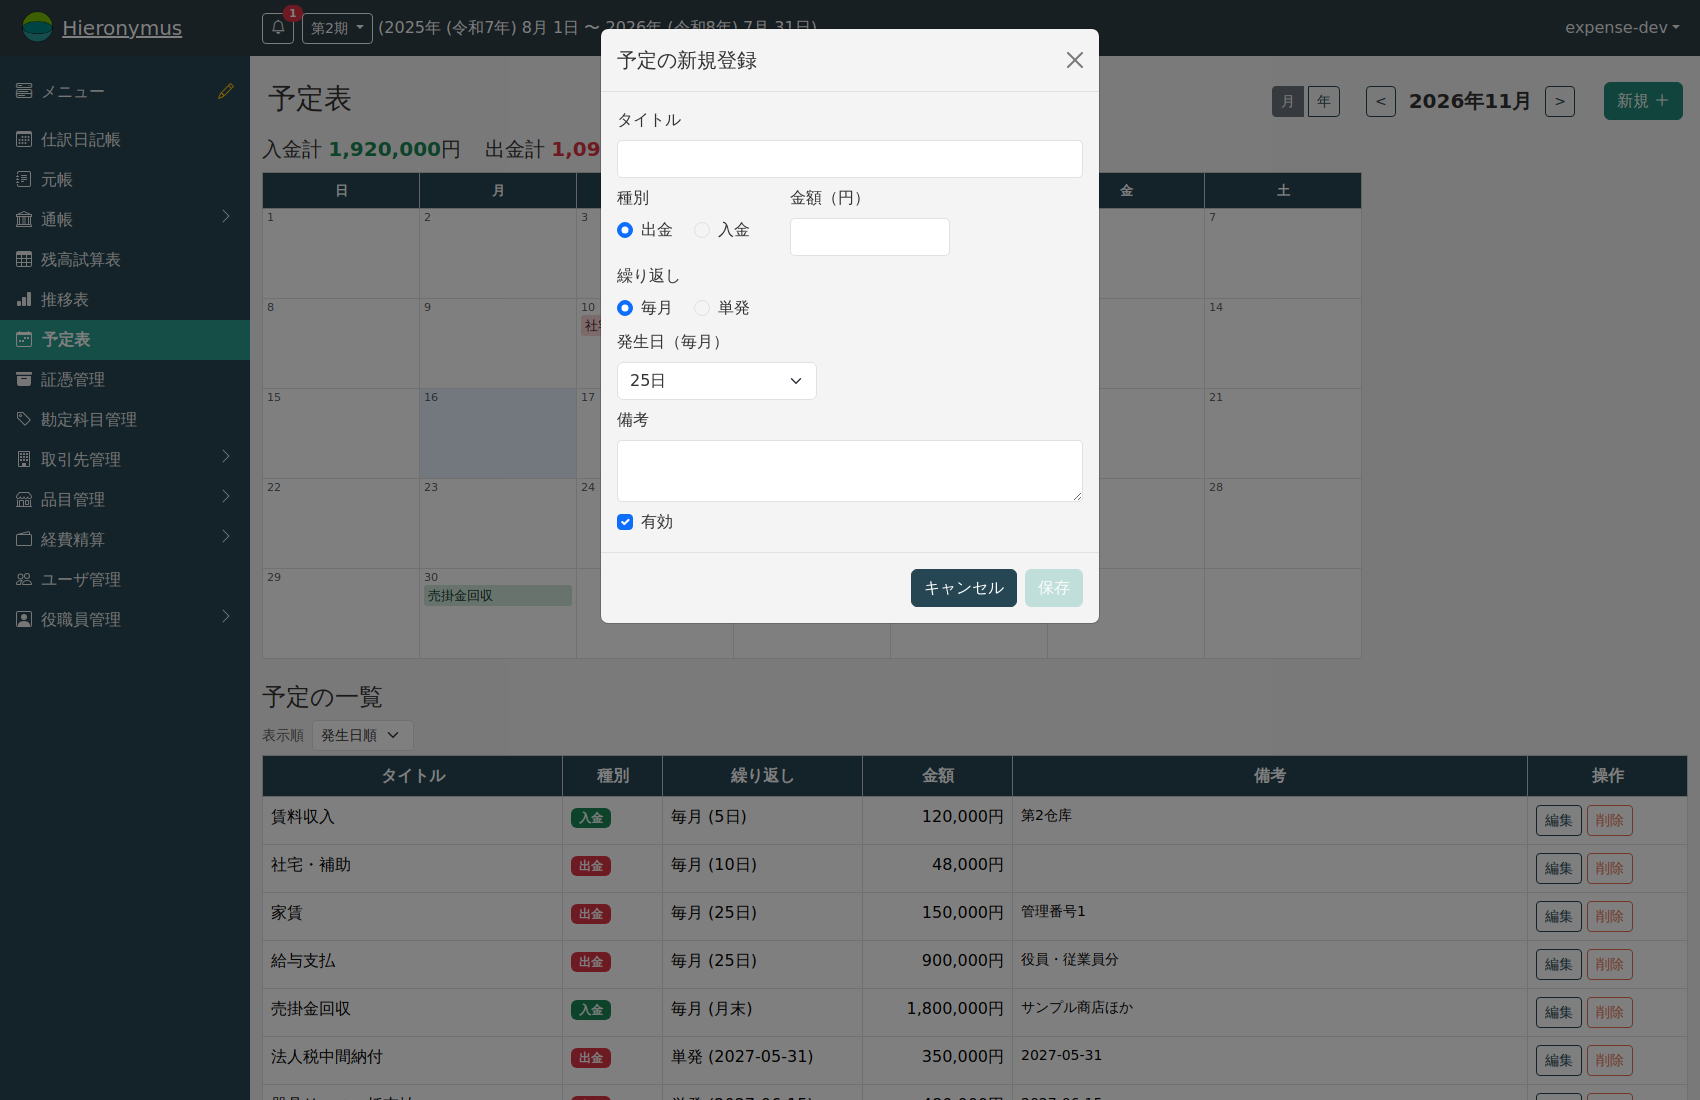 Hieronymus
1
第2期
(2025年 (令和7年) 8月 1日 〜 2026年 (令和8年) 7月 31日)
expense-dev
メニュー
仕訳日記帳
元帳
通帳
残高試算表
推移表
予定表
証憑管理
勘定科目管理
取引先管理
品目管理
経費精算
ユーザ管理
役職員管理
予定表
月 年 < 2026年11月 >
新規 +
入金計 1,920,000円 出金計 1,09
日 月 金 土
1 2 3 7
8 9 10 14
社
15 16 17 21
22 23 24 28
29 30
売掛金回収
予定の新規登録
タイトル
種別 金額（円）
出金 入金
繰り返し
毎月 単発
発生日（毎月）
25日
備考
有効
キャンセル 保存
予定の一覧
表示順 発生日順
タイトル 種別 繰り返し 金額 備考 操作
賃料収入 入金 毎月 (5日) 120,000円 第2仓库 編集 削除
社宅・補助 出金 毎月 (10日) 48,000円 編集 削除
家賃 出金 毎月 (25日) 150,000円 管理番号1 編集 削除
給与支払 出金 毎月 (25日) 900,000円 役員・従業員分 編集 削除
売掛金回収 入金 毎月 (月末) 1,800,000円 サンプル商店ほか 編集 削除
法人税中間納付 出金 単発 (2027-05-31) 350,000円 2027-05-31 編集 削除